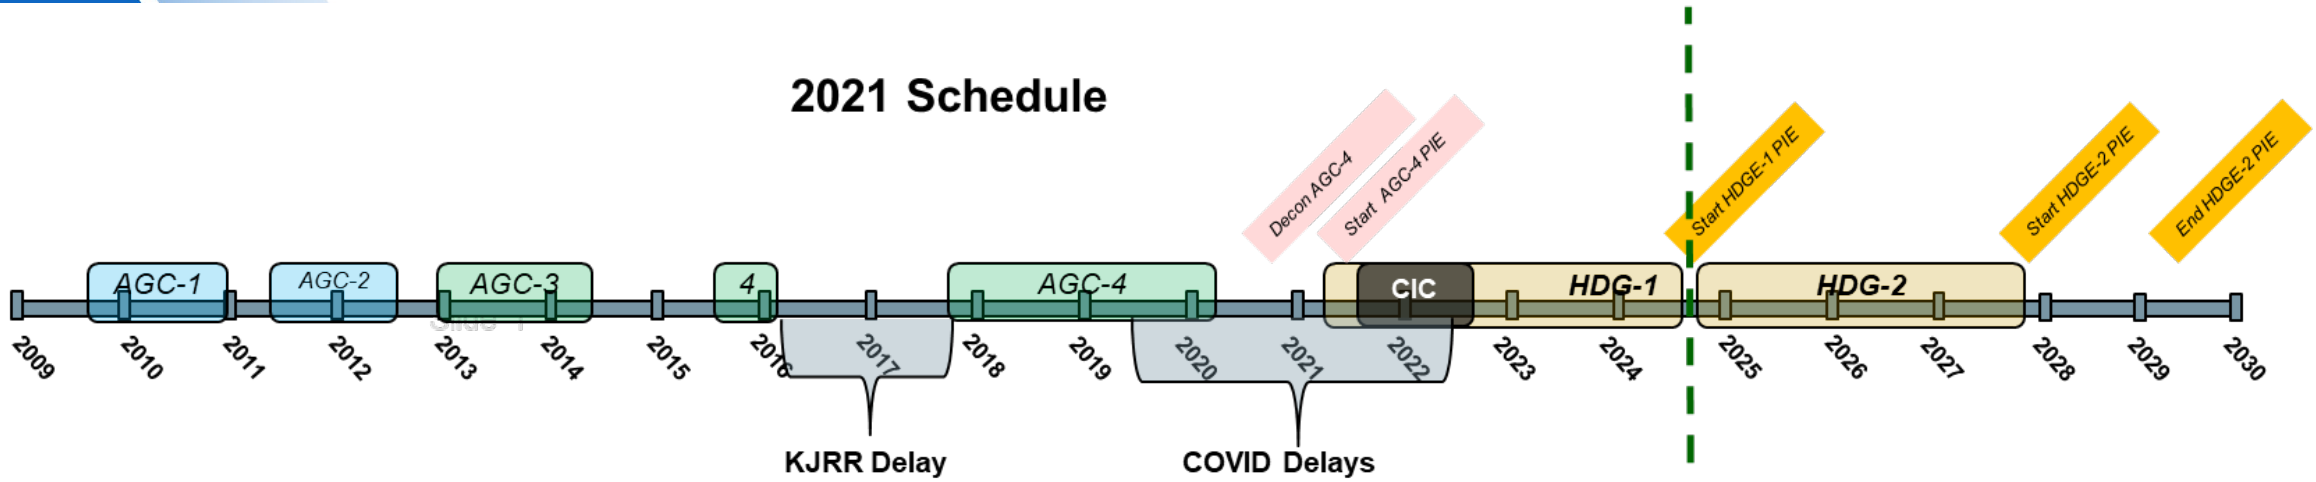 2021 Schedule
Decon AGC-4
Start AGC-4 PIE
Start HDGE-1 PIE
Start HDGE-2 PIE
End HDGE-2 PIE
AGC-1
AGC-2
AGC-3
4
AGC-4
CIC
HDG-1
HDG-2
2009
2010
2011
2012
2013
2014
2015
2016
2017
2018
2019
2020
2021
2022
2023
2024
2025
2026
2027
2028
2029
2030
KJRR Delay
COVID Delays